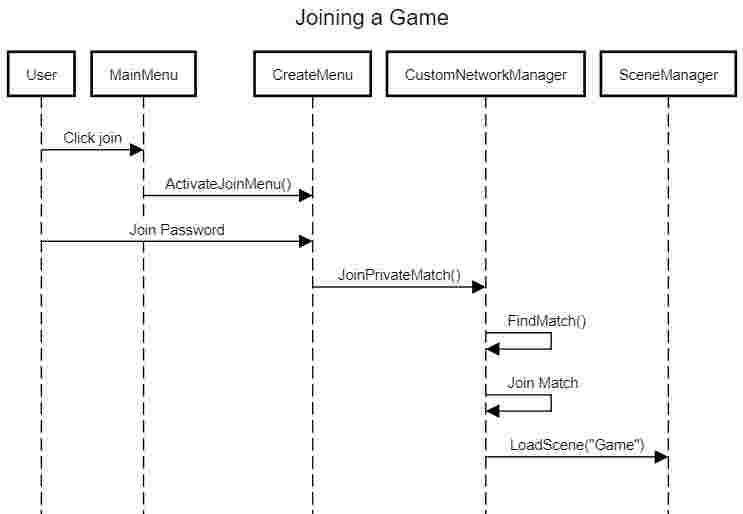 Joining a Game
User
MainMenu
CreateMenu
CustomNetworkManager
SceneManager
Click join
ActivateJoinMenu()
Join Password
JoinPrivateMatch()
FindMatch()
Join Match
LoadScene("Game")